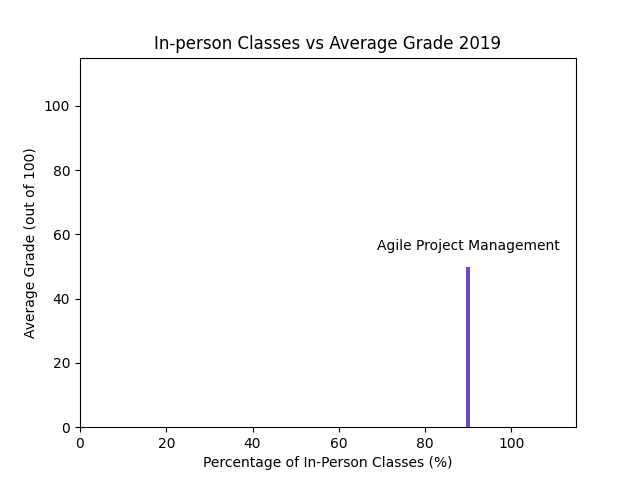 In-person Classes vs Average Grade 2019
Average Grade (out of 100)
100
80
60
40
20
0
Agile Project Management
0 20 40 60 80 100
Percentage of In-Person Classes (%)